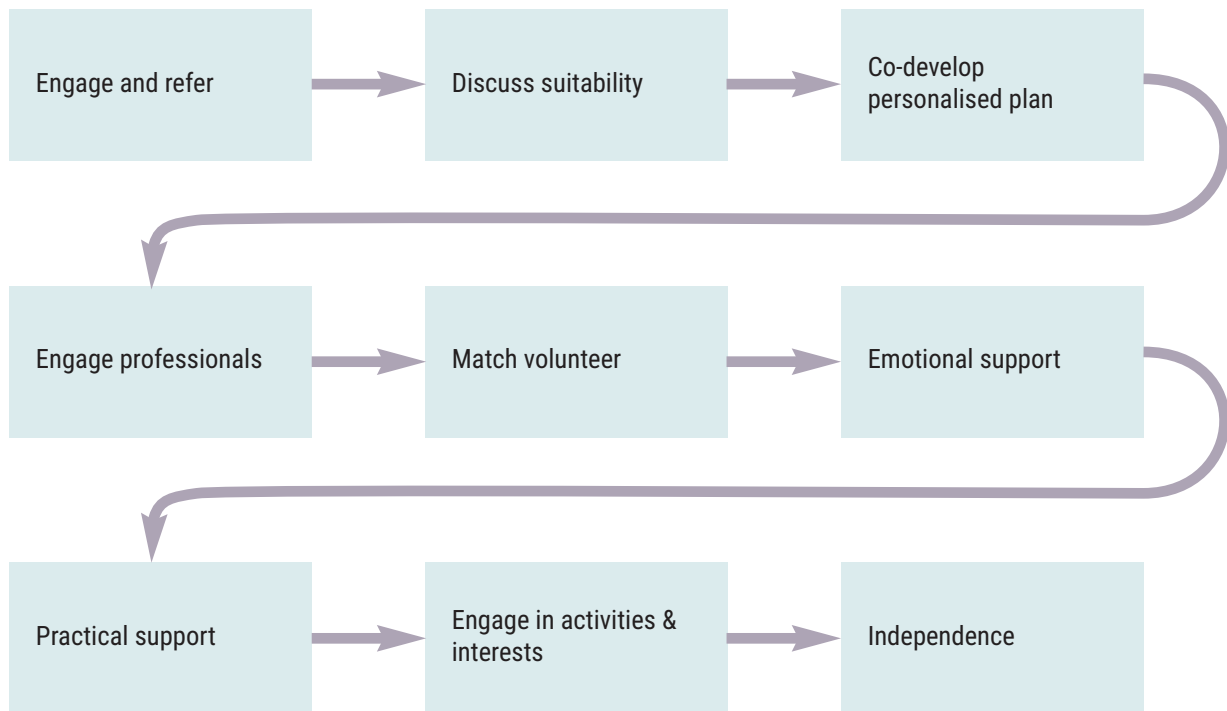 Engage and refer
Discuss suitability
Co-develop
personalised plan
Engage professionals
Match volunteer
Emotional support
Practical support
Engage in activities &
interests
Independence